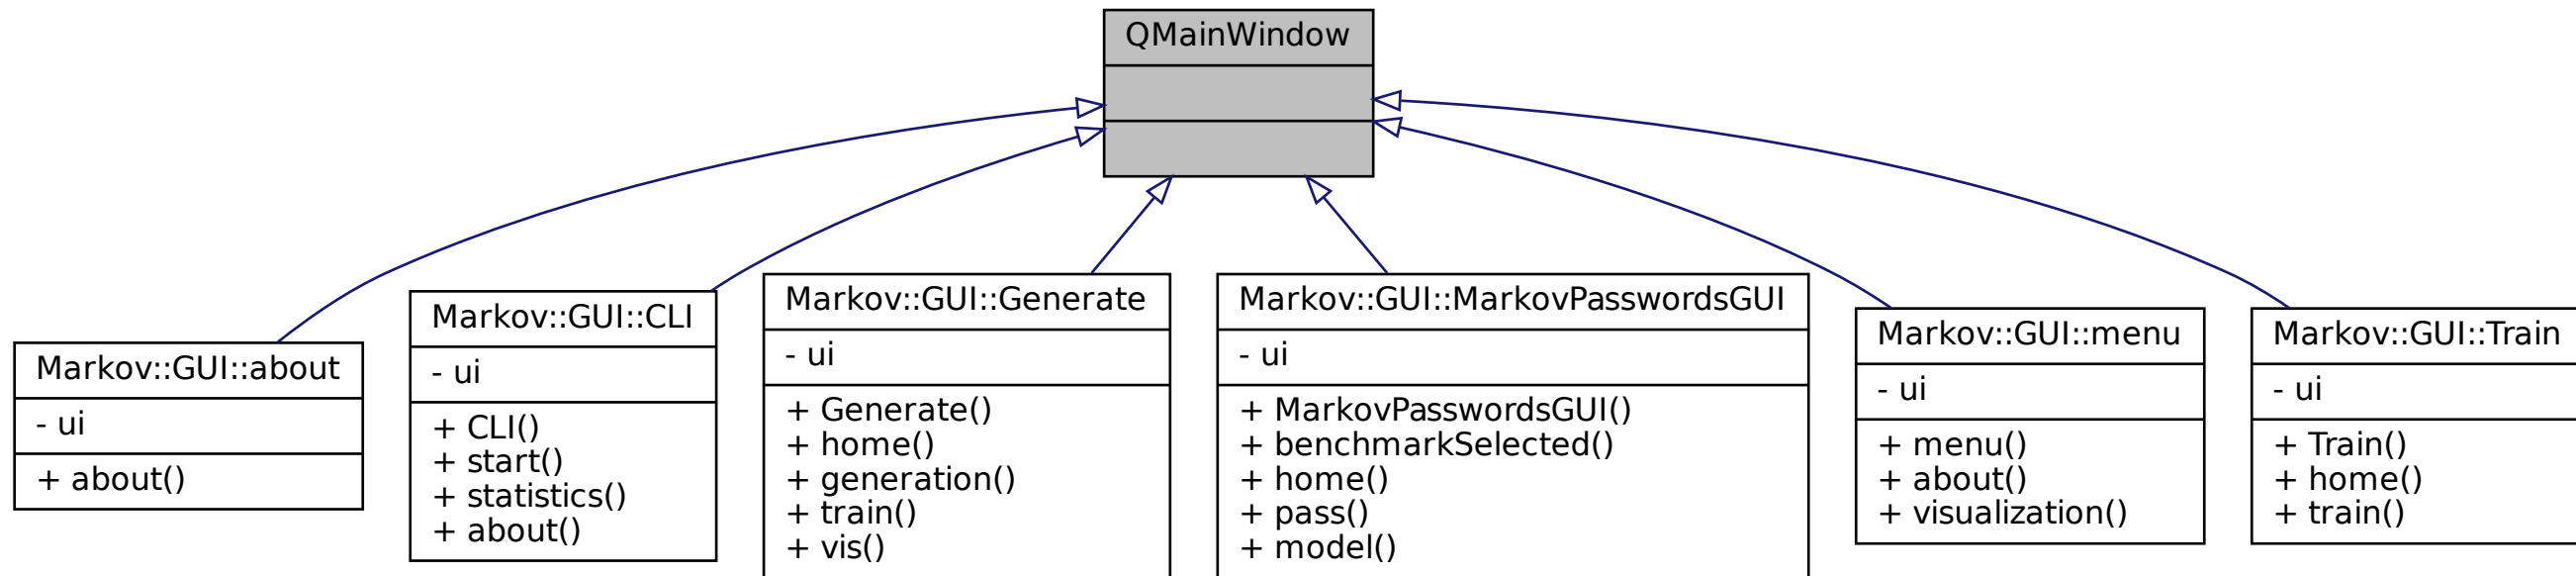 QMainWindow
Markov::GUI::about
- ui
+ about()
Markov::GUI::CLI
- ui
+ CLI()
+ start()
+ statistics()
+ about()
Markov::GUI::Generate
- ui
+ Generate()
+ home()
+ generation()
+ train()
+ vis()
Markov::GUI::MarkovPasswordsGUI
- ui
+ MarkovPasswordsGUI()
+ benchmarkSelected()
+ home()
+ pass()
+ model()
Markov::GUI::menu
- ui
+ menu()
+ about()
+ visualization()
Markov::GUI::Train
- ui
+ Train()
+ home()
+ train()